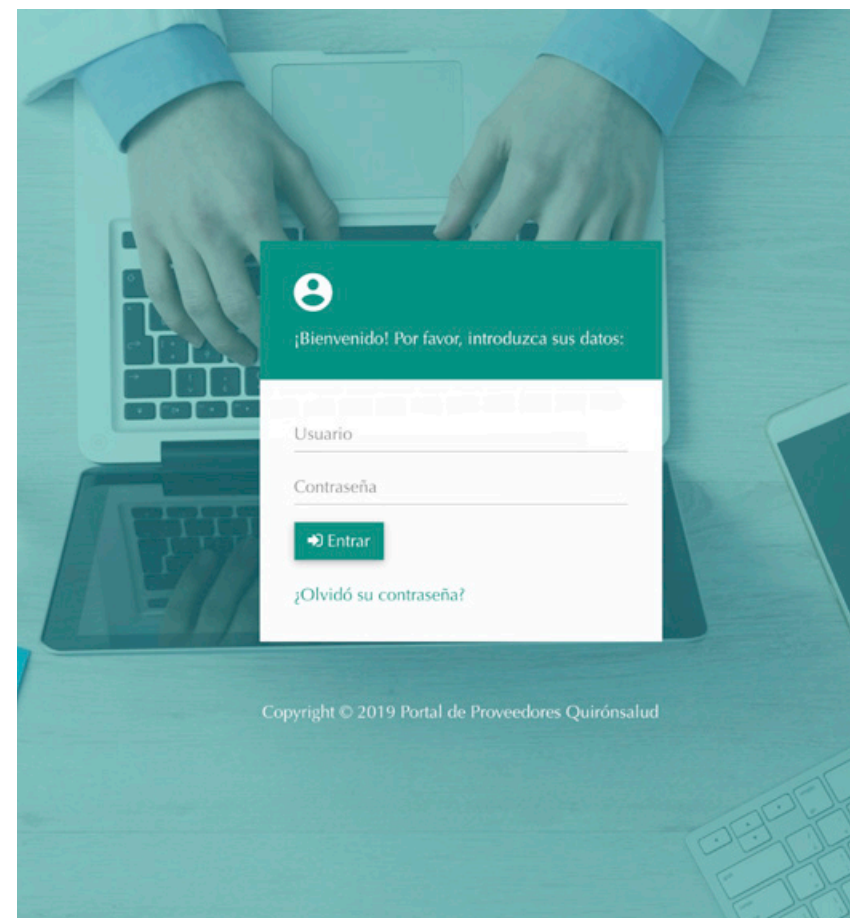 ¡Bienvenido! Por favor, introduzca sus datos:
Usuario
Contraseña
Entrar
¿Olvidó su contraseña?
Copyright © 2019 Portal de Proveedores Quirónsalud